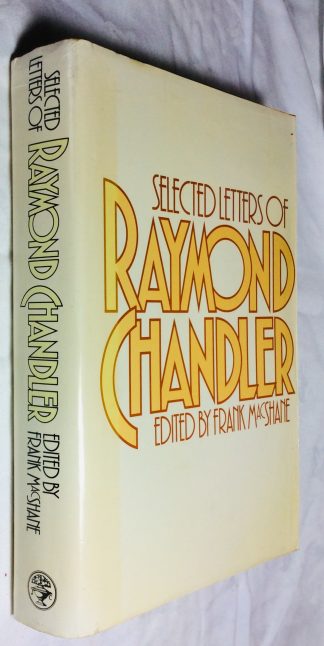 SELECTED LETTERS OF
RAYMOND
CHANDLER
EDITED BY FRANK MACSHANE
SELECTED
LETTERS OF
RAYMOND CHANDLER
EDITED BY
FRANK MACSHANE